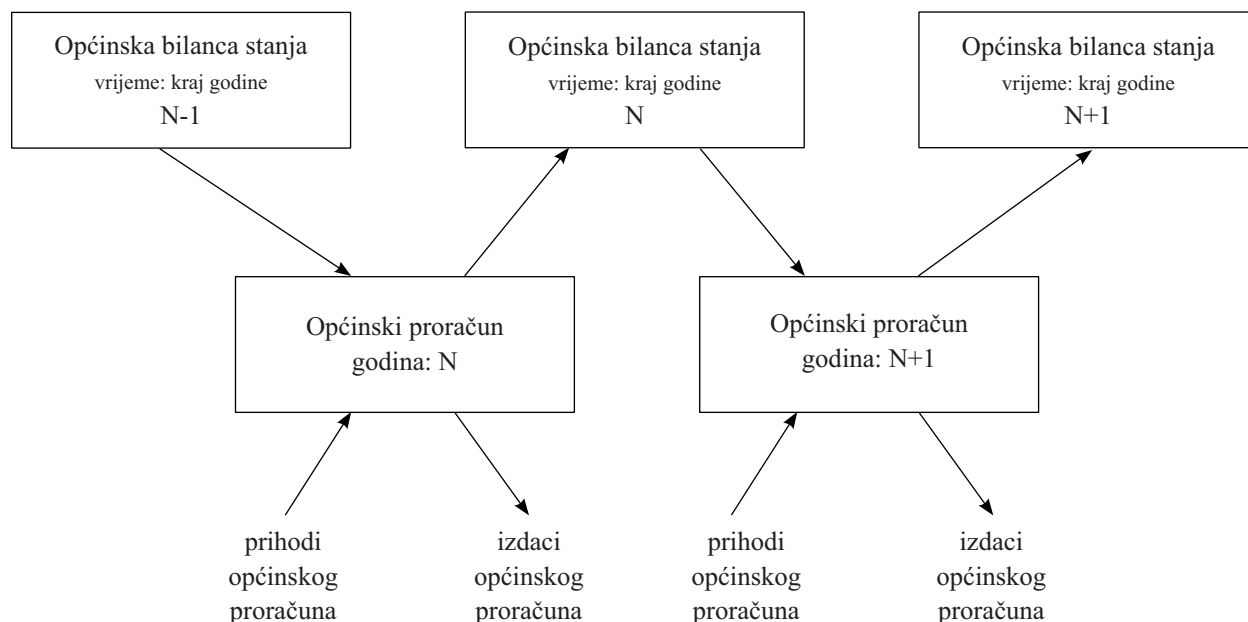 Općinska bilanca stanja
vrijeme: kraj godine
N-1
Općinska bilanca stanja
vrijeme: kraj godine
N
Općinska bilanca stanja
vrijeme: kraj godine
N+1
Općinski proračun
godina: N
Općinski proračun
godina: N+1
prihodi
općinskog
proračuna
izdaci
općinskog
proračuna
prihodi
općinskog
proračuna
izdaci
općinskog
proračuna